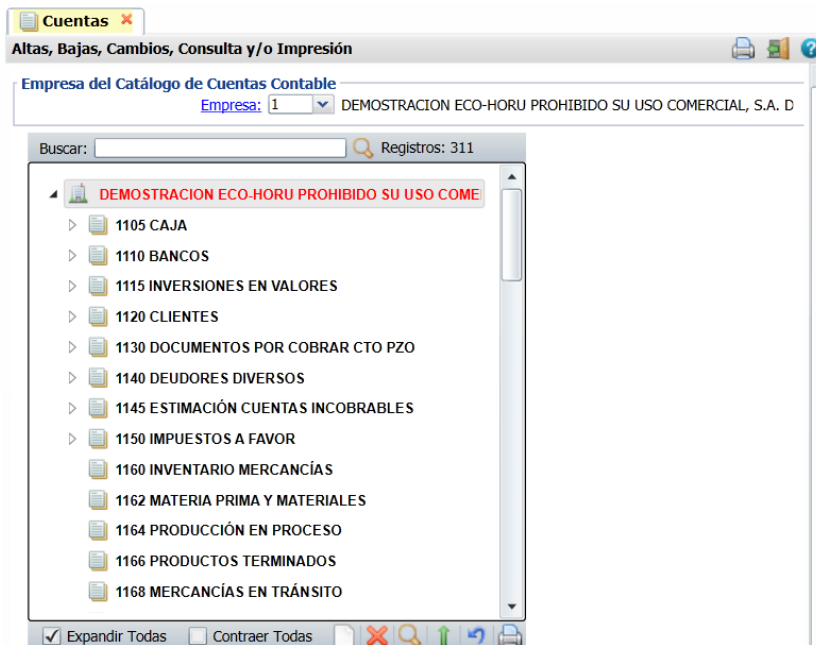 Cuentas
Altas, Bajas, Cambios, Consulta y/o Impresión
Empresa del Catálogo de Cuentas Contable
Empresa: 1 DEMOSTRACION ECO-HORU PROHIBIDO SU USO COMERCIAL, S.A. D
Buscar: Registros: 311
DEMOSTRACION ECO-HORU PROHIBIDO SU USO COME
1105 CAJA
1110 BANCOS
1115 INVERSIONES EN VALORES
1120 CLIENTES
1130 DOCUMENTOS POR COBRAR CTO PZO
1140 DEUDORES DIVERSOS
1145 ESTIMACIÓN CUENTAS INCOBRABLES
1150 IMPUESTOS A FAVOR
1160 INVENTARIO MERCANCÍAS
1162 MATERIA PRIMA Y MATERIALES
1164 PRODUCCIÓN EN PROCESO
1166 PRODUCTOS TERMINADOS
1168 MERCANCÍAS EN TRÁNSITO
Expandir Todas Contraer Todas